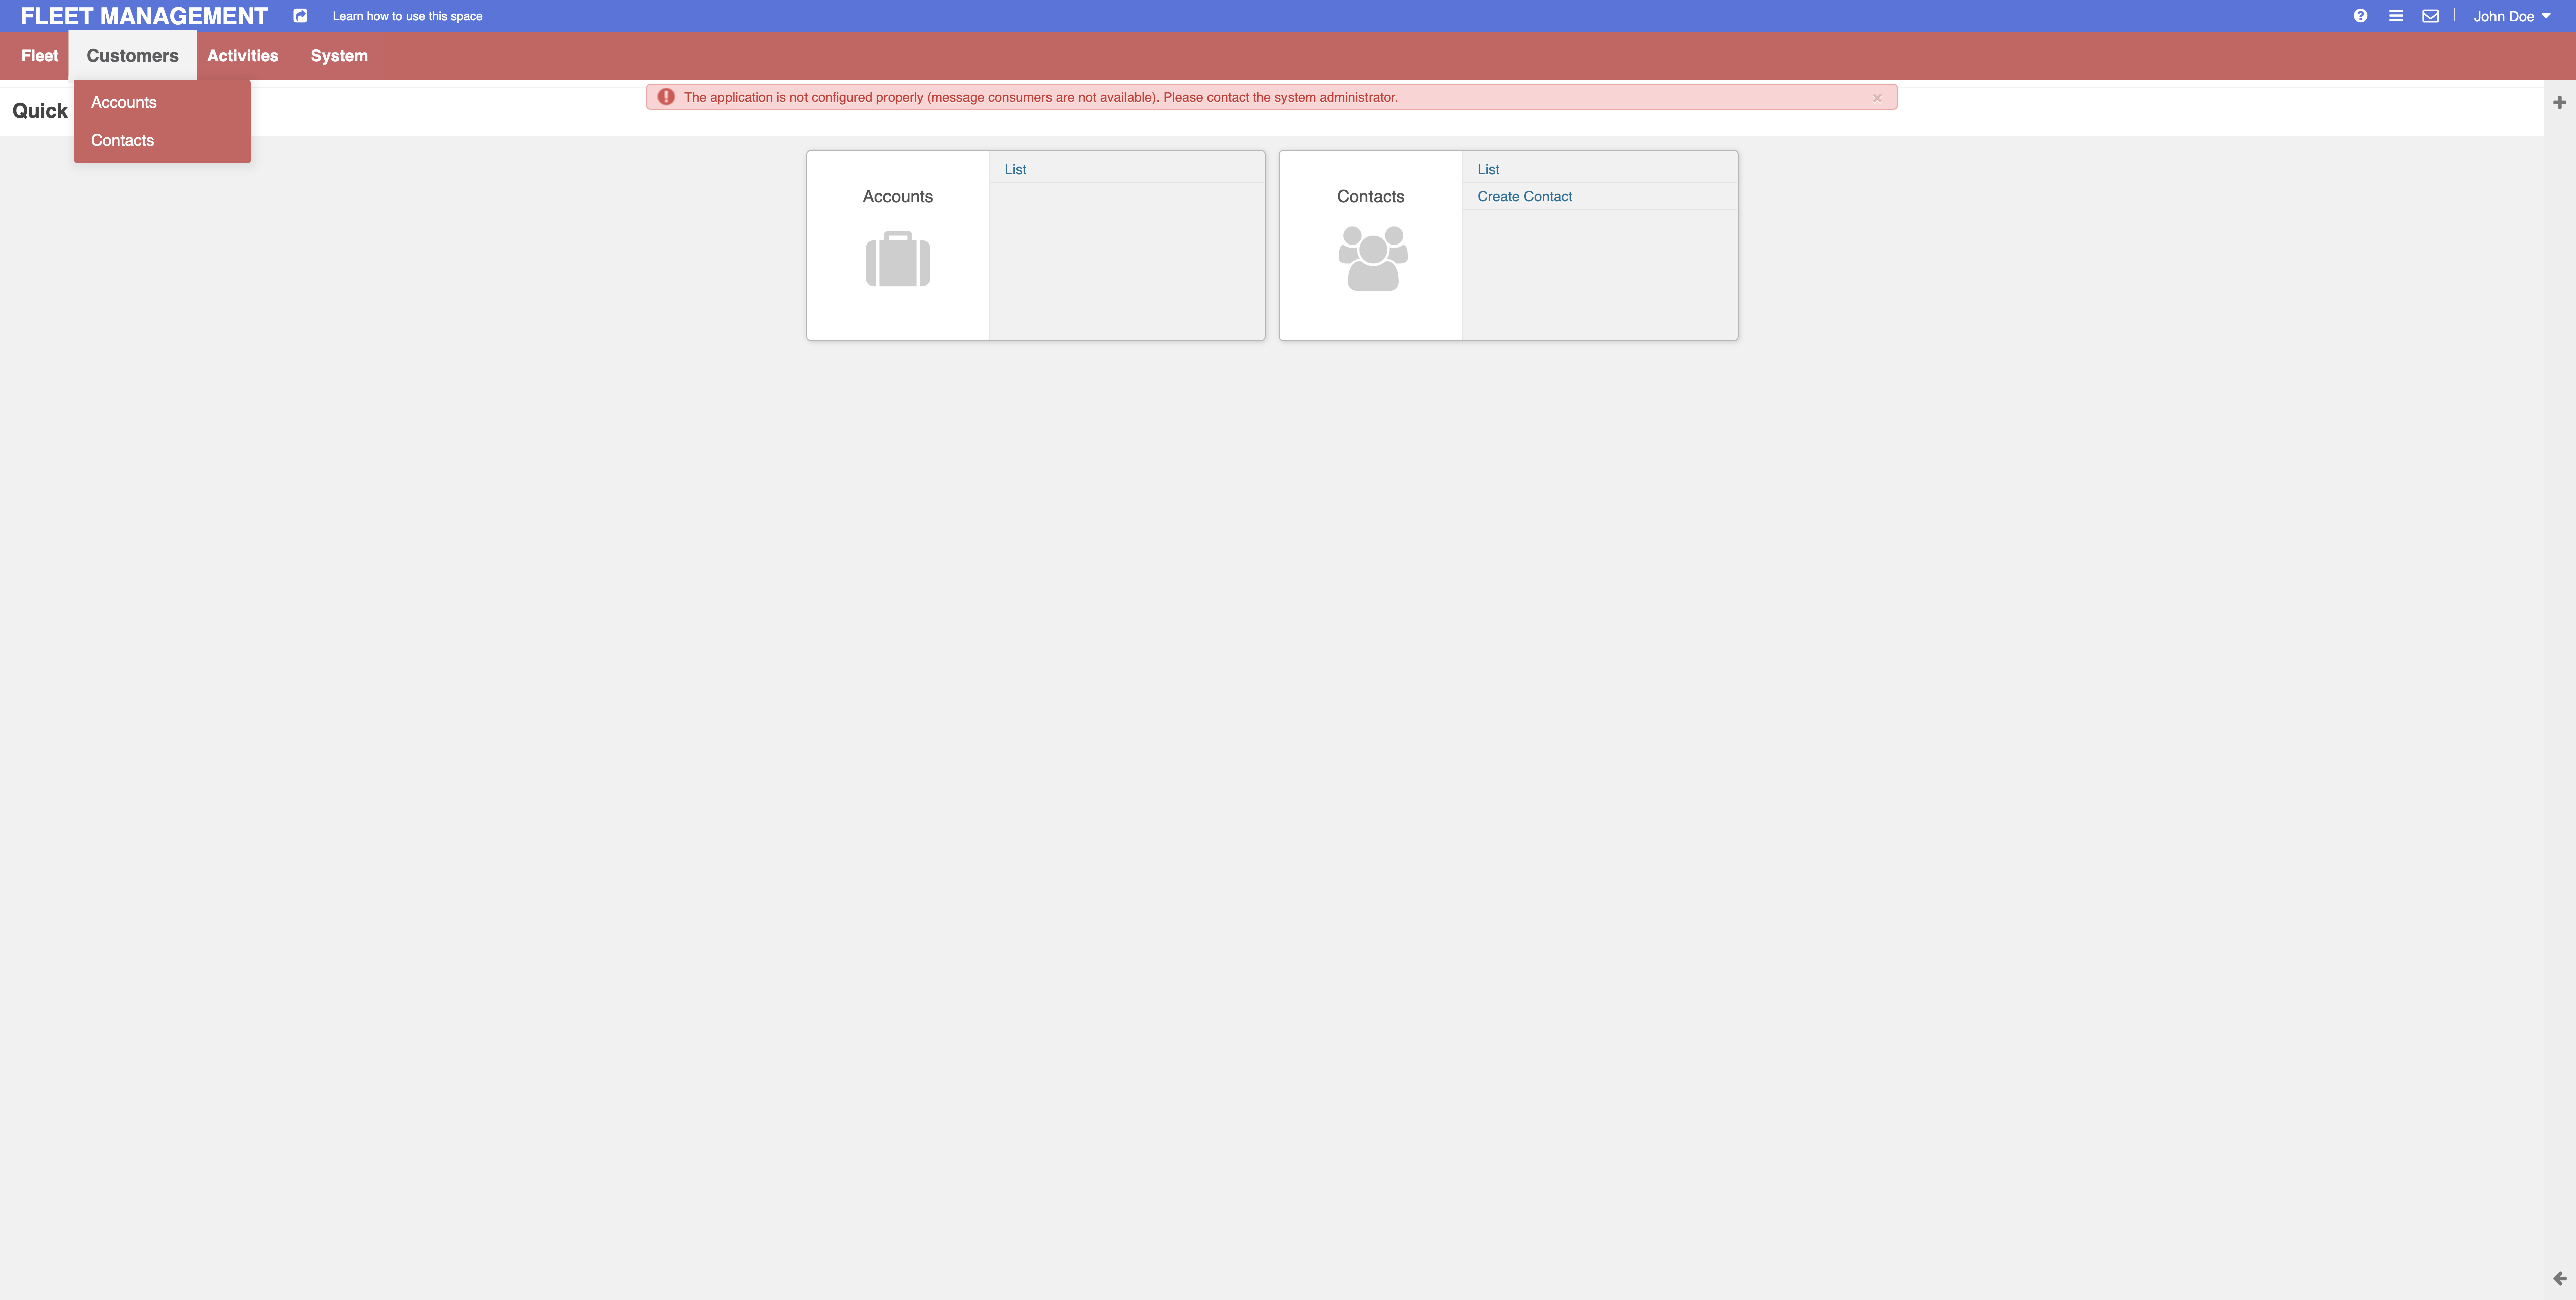 FLEET MANAGEMENT
Learn how to use this space
John Doe
Fleet
Customers
Activities
System
Accounts
Contacts
Quick
The application is not configured properly (message consumers are not available). Please contact the system administrator.
×
Accounts
List
Contacts
List
Create Contact